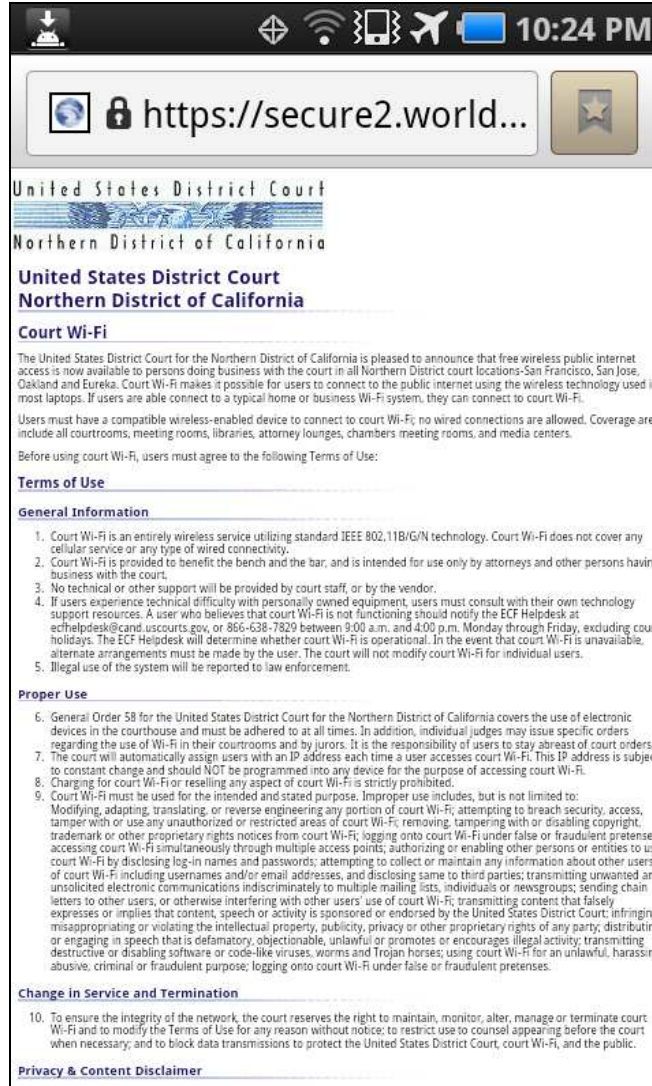 10:24 PM
https://secure2.world...
United States District Court
Northern District of California
United States District Court
Northern District of California
Court Wi-Fi
The United States District Court for the Northern District of California is pleased to announce that free wireless public internet
access is now available to persons doing business with the court in all Northern District court locations-San Francisco, San Jose,
Oakland and Eureka. Court Wi-Fi makes it possible for users to connect to the public internet using the wireless technology used i
most laptops. If users are able connect to a typical home or business Wi-Fi system, they can connect to court Wi-Fi.
Users must have a compatible wireless-enabled device to connect to court Wi-Fi; no wired connections are allowed. Coverage are
include all courtrooms, meeting rooms, libraries, attorney lounges, chambers meeting rooms, and media centers.
Before using court Wi-Fi, users must agree to the following Terms of Use:
Terms of Use
General Information
1. Court Wi-Fi is an entirely wireless service utilizing standard IEEE 802.11B/G/N technology. Court Wi-Fi does not cover any
cellular service or any type of wired connectivity.
2. Court Wi-Fi is provided to benefit the bench and the bar, and is intended for use only by attorneys and other persons havin
business with the court.
3. No technical or other support will be provided by court staff, or by the vendor.
4. If users experience technical difficulty with personally owned equipment, users must consult with their own technology
support resources. A user who believes that court Wi-Fi is not functioning should notify the ECF Helpdesk at
ecfhelpdesk@cand.uscourts.gov, or 866-638-7829 between 9:00 a.m. and 4:00 p.m. Monday through Friday, excluding cour
holidays. The ECF Helpdesk will determine whether court Wi-Fi is operational. In the event that court Wi-Fi is unavailable,
alternate arrangements must be made by the user. The court will not modify court Wi-Fi for individual users.
5. Illegal use of the system will be reported to law enforcement.
Proper Use
6. General Order 58 for the United States District Court for the Northern District of California covers the use of electronic
devices in the courthouse and must be adhered to at all times. In addition, individual judges may issue specific orders
regarding the use of Wi-Fi in their courtrooms and by jurors. It is the responsibility of users to stay abreast of court orders
7. The court will automatically assign users with an IP address each time a user accesses court Wi-Fi. This IP address is subjec
to constant change and should NOT be programmed into any device for the purpose of accessing court Wi-Fi.
8. Charging for court Wi-Fi or reselling any aspect of court Wi-Fi is strictly prohibited.
9. Court Wi-Fi must be used for the intended and stated purpose. Improper use includes, but is not limited to:
Modifying, adapting, translating, or reverse engineering any portion of court Wi-Fi; attempting to breach security, access,
tamper with or use any unauthorized or restricted areas of court Wi-Fi; removing, tampering with or disabling copyright,
trademark or other proprietary rights notices from court Wi-Fi; logging onto court Wi-Fi under false or fraudulent pretense
accessing court Wi-Fi simultaneously through multiple access points; authorizing or enabling other persons or entities to us
court Wi-Fi by disclosing log-in names and passwords; attempting to collect or maintain any information about other users
of court Wi-Fi including usernames and/or email addresses, and disclosing same to third parties; transmitting unwanted an
unsolicited electronic communications indiscriminately to multiple mailing lists, individuals or newsgroups; sending chain
letters to other users, or otherwise interfering with other users' use of court Wi-Fi; transmitting content that falsely
expresses or implies that content, speech or activity is sponsored or endorsed by the United States District Court; infringin
misappropriating or violating the intellectual property, publicity, privacy or other proprietary rights of any party; distributin
or engaging in speech that is defamatory, objectionable, unlawful or promotes or encourages illegal activity; transmitting
destructive or disabling software or code-like viruses, worms and Trojan horses; using court Wi-Fi for an unlawful, harassin
abusive, criminal or fraudulent purpose; logging onto court Wi-Fi under false or fraudulent pretenses.
Change in Service and Termination
10. To ensure the integrity of the network, the court reserves the right to maintain, monitor, alter, manage or terminate court
Wi-Fi and to modify the Terms of Use for any reason without notice; to restrict use to counsel appearing before the court
when necessary; and to block data transmissions to protect the United States District Court, court Wi-Fi, and the public.
Privacy & Content Disclaimer